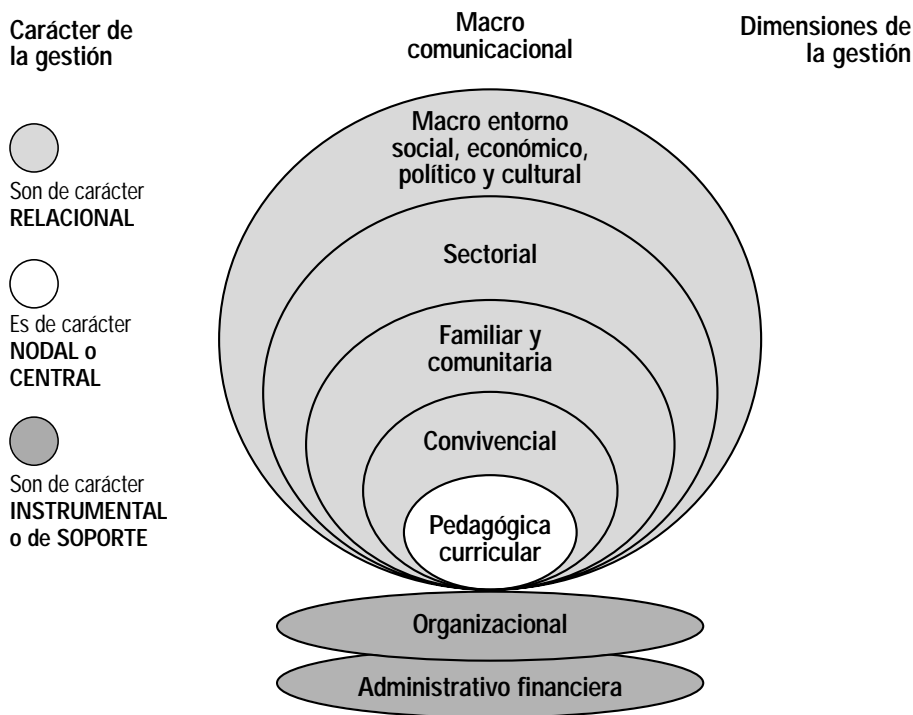 Carácter de
la gestión
Macro
comunicacional
Dimensiones de
la gestión
Son de carácter
RELACIONAL
Es de carácter
NODAL o
CENTRAL
Son de carácter
INSTRUMENTAL
o de SOPORTE
Macro entorno
social, económico,
político y cultural
Sectorial
Familiar y
comunitaria
Convivencial
Pedagógica
curricular
Organizacional
Administrativo financiera